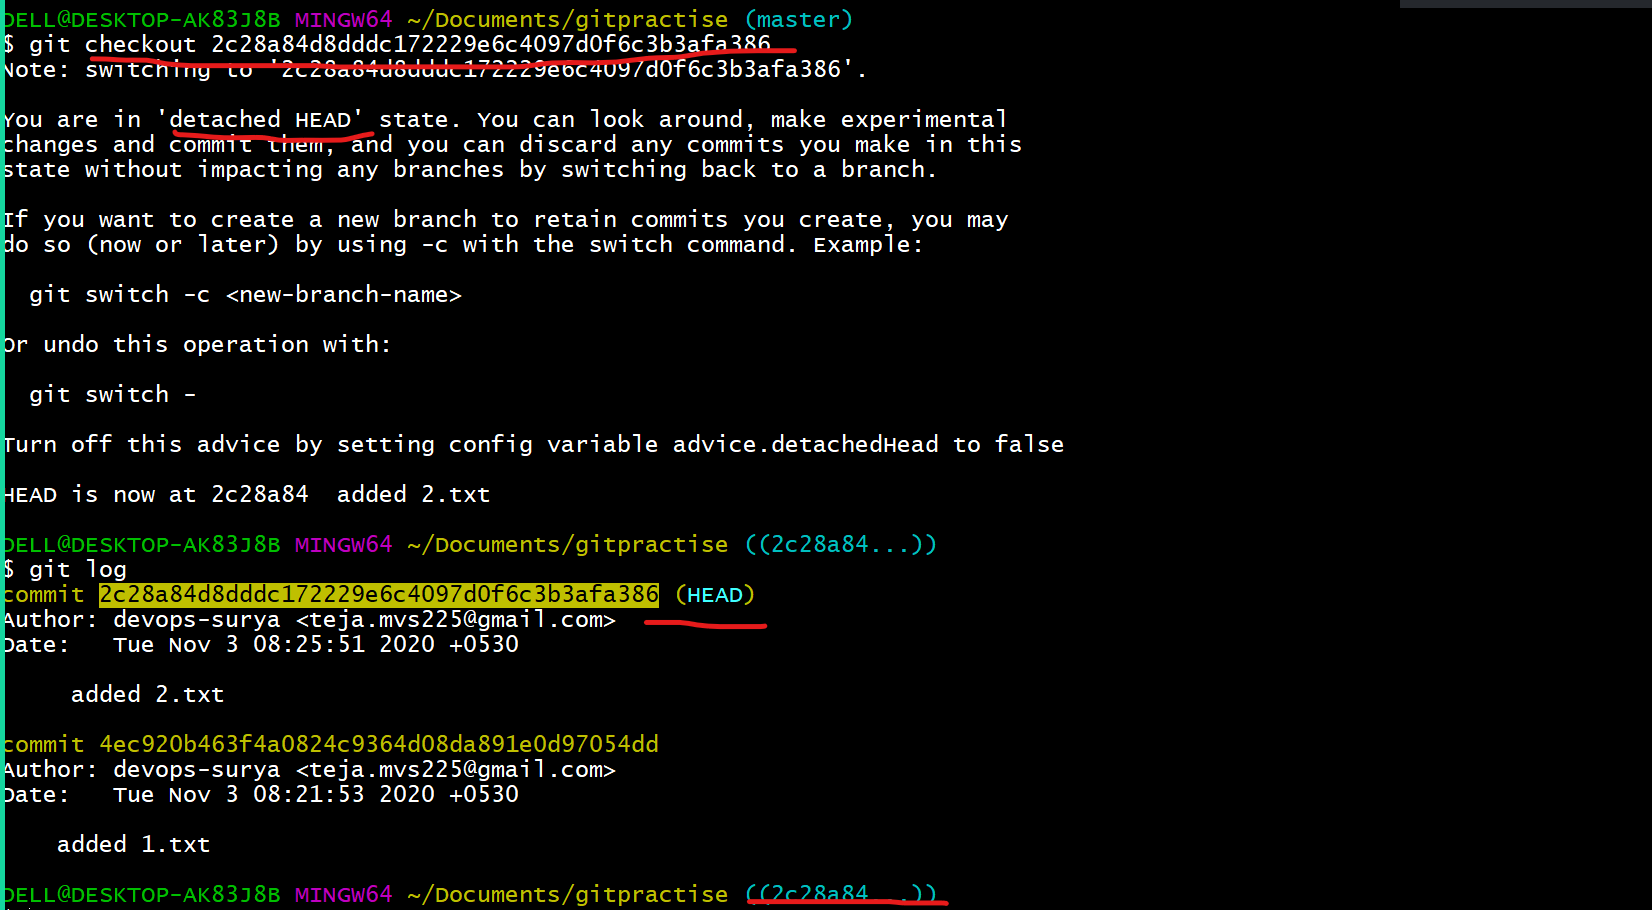 DELL@DESKTOP-AK83J8B MINGW64 ~/Documents/gitpractise (master)
$ git checkout 2c28a84d8dddc172229e6c4097d0f6c3b3afa386
Note: switching to '2c28a84d8dddc172229e6c4097d0f6c3b3afa386'.
You are in 'detached HEAD' state. You can look around, make experimental
changes and commit them, and you can discard any commits you make in this
state without impacting any branches by switching back to a branch.
If you want to create a new branch to retain commits you create, you may
do so (now or later) by using -c with the switch command. Example:
git switch -c <new-branch-name>
Or undo this operation with:
git switch -
Turn off this advice by setting config variable advice.detachedHead to false
HEAD is now at 2c28a84  added 2.txt
DELL@DESKTOP-AK83J8B MINGW64 ~/Documents/gitpractise ((2c28a84...))
$ git log
commit 2c28a84d8dddc172229e6c4097d0f6c3b3afa386 (HEAD)
Author: devops-surya <teja.mvs225@gmail.com>
Date:   Tue Nov 3 08:25:51 2020 +0530
added 2.txt
commit 4ec920b463f4a0824c9364d08da891e0d97054dd
Author: devops-surya <teja.mvs225@gmail.com>
Date:   Tue Nov 3 08:21:53 2020 +0530
added 1.txt
DELL@DESKTOP-AK83J8B MINGW64 ~/Documents/gitpractise ((2c28a84...))